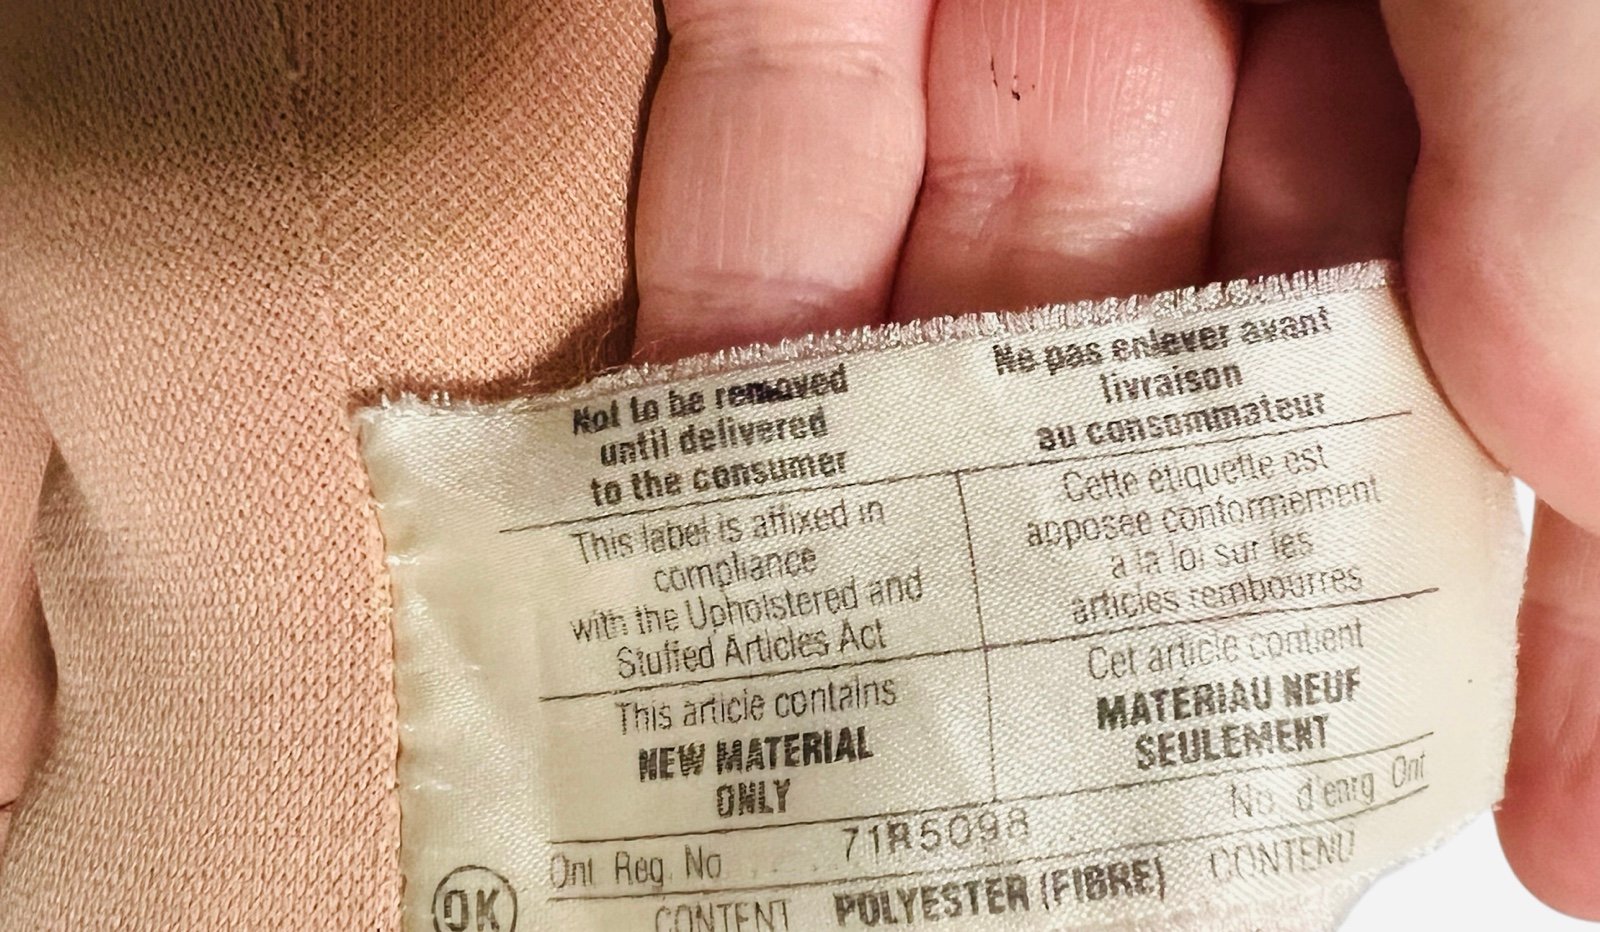 Not to be removed
until delivered
to the consumer
Ne pas enlever avant
livraison
au consommateur
This label is affixed in
compliance
with the Upholstered and
Stuffed Articles Act
Cette étiquette est
apposée conformément
à la loi sur les
articles rembourrés
This article contains
NEW MATERIAL
ONLY
Cet article contient
MATÉRIAU NEUF
SEULEMENT
Ont Reg. No 71R5098 No d'enrg Ont
OK
CONTENT POLYESTER (FIBRE) CONTENU